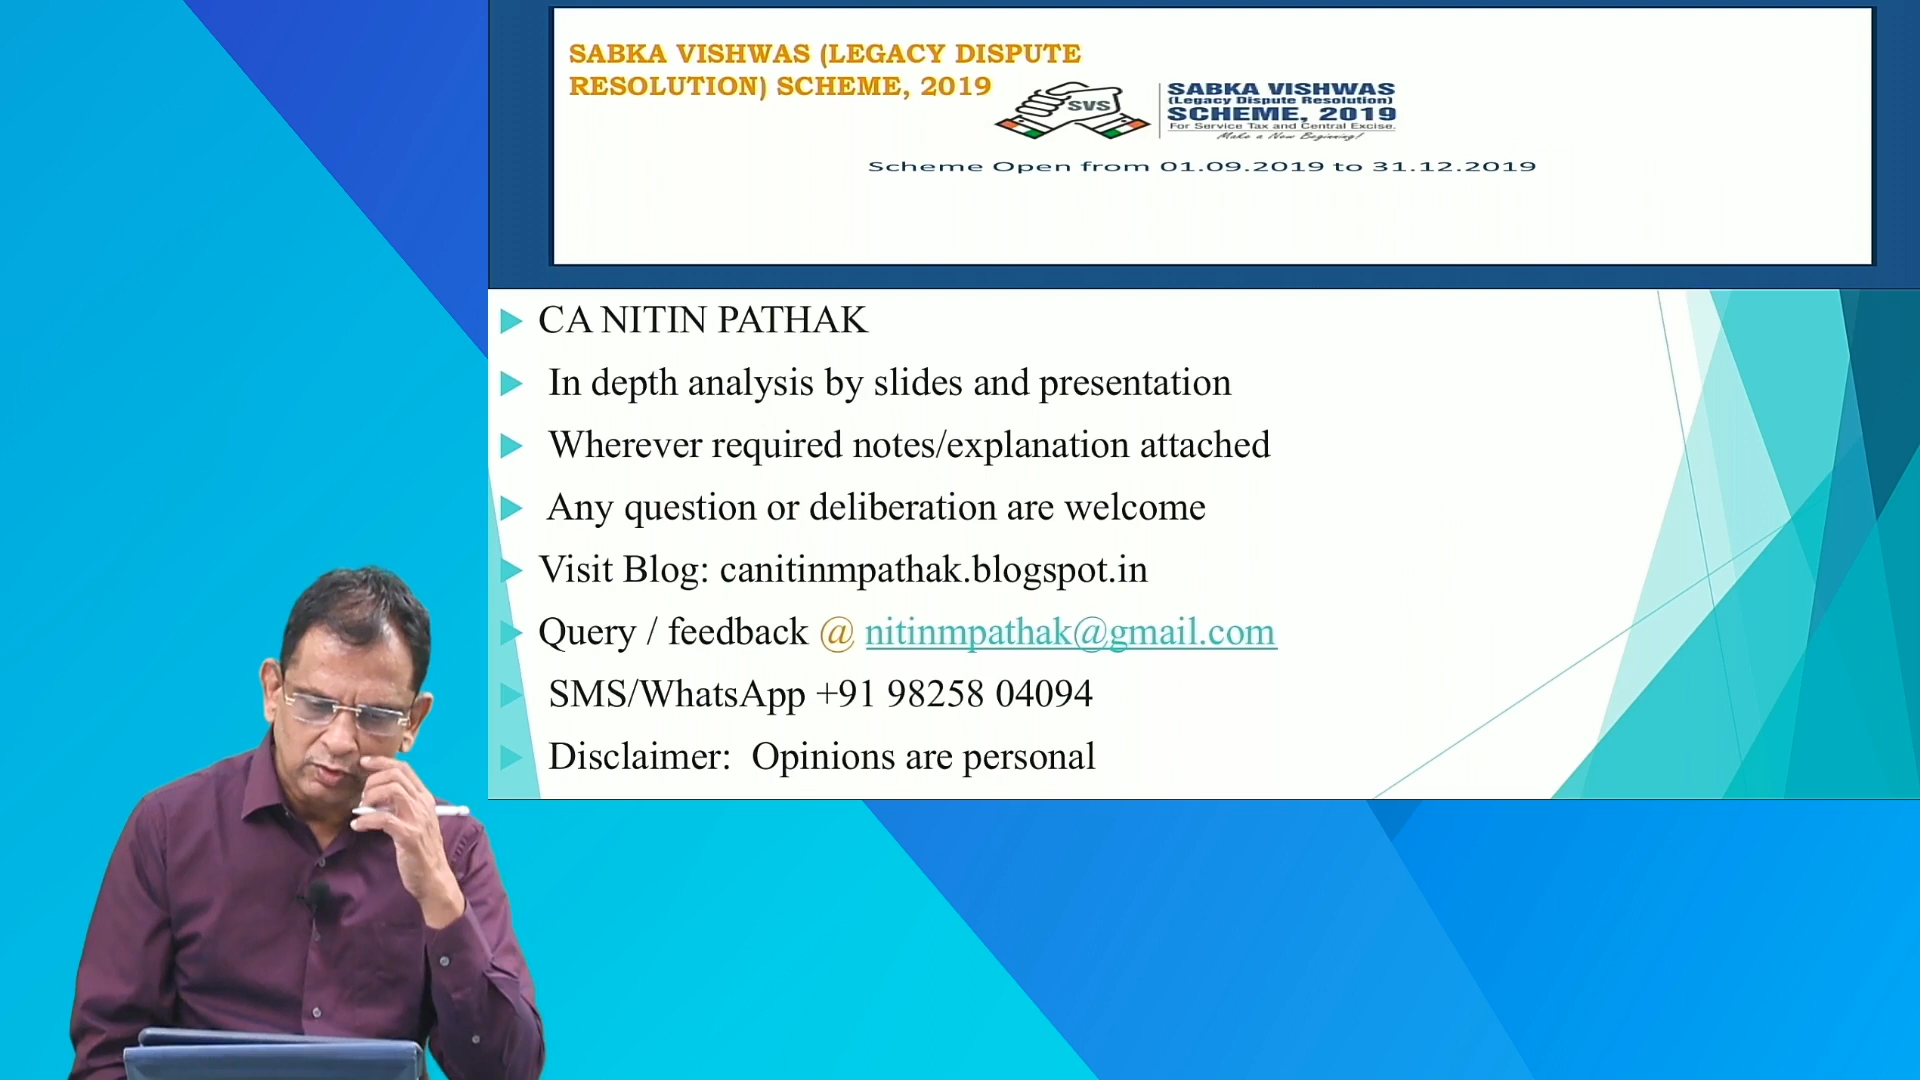 SABKA VISHWAS (LEGACY DISPUTE
RESOLUTION) SCHEME, 2019
SVS
SABKA VISHWAS
(Legacy Dispute Resolution)
SCHEME, 2019
For Service Tax and Central Excise.
Make a New Beginning!
Scheme Open from 01.09.2019 to 31.12.2019
CA NITIN PATHAK
In depth analysis by slides and presentation
Wherever required notes/explanation attached
Any question or deliberation are welcome
Visit Blog: canitinmpathak.blogspot.in
Query / feedback @ nitinmpathak@gmail.com
SMS/WhatsApp +91 98258 04094
Disclaimer:  Opinions are personal